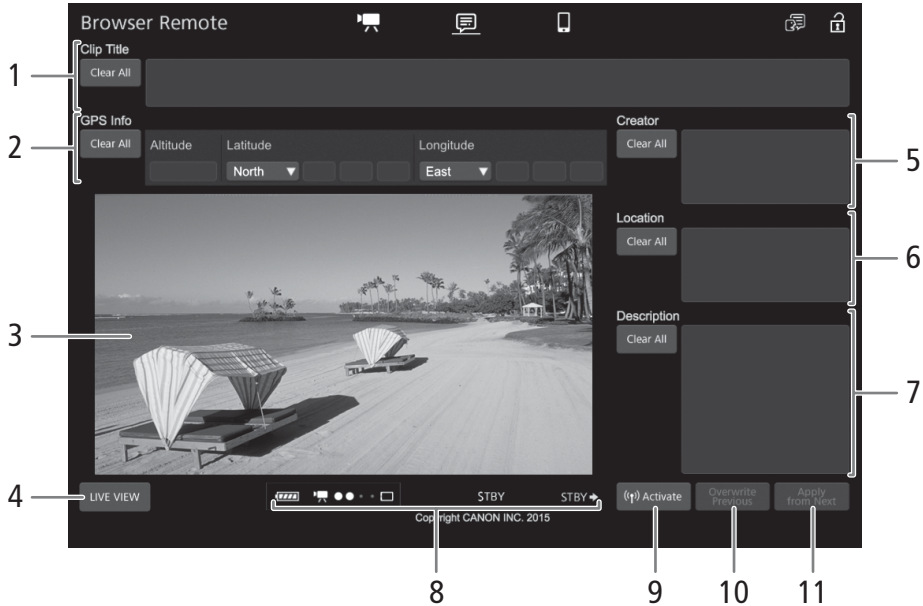 Browser Remote
Clip Title
1
Clear All
GPS Info
Creator
2
Clear All
Altitude
Latitude
Longitude
North
East
Clear All
5
Location
Clear All
6
3
Description
Clear All
7
4
LIVE VIEW
STBY
STBY
Activate
Overwrite Previous
Apply from Next
Copyright CANON INC. 2015
8
9
10
11